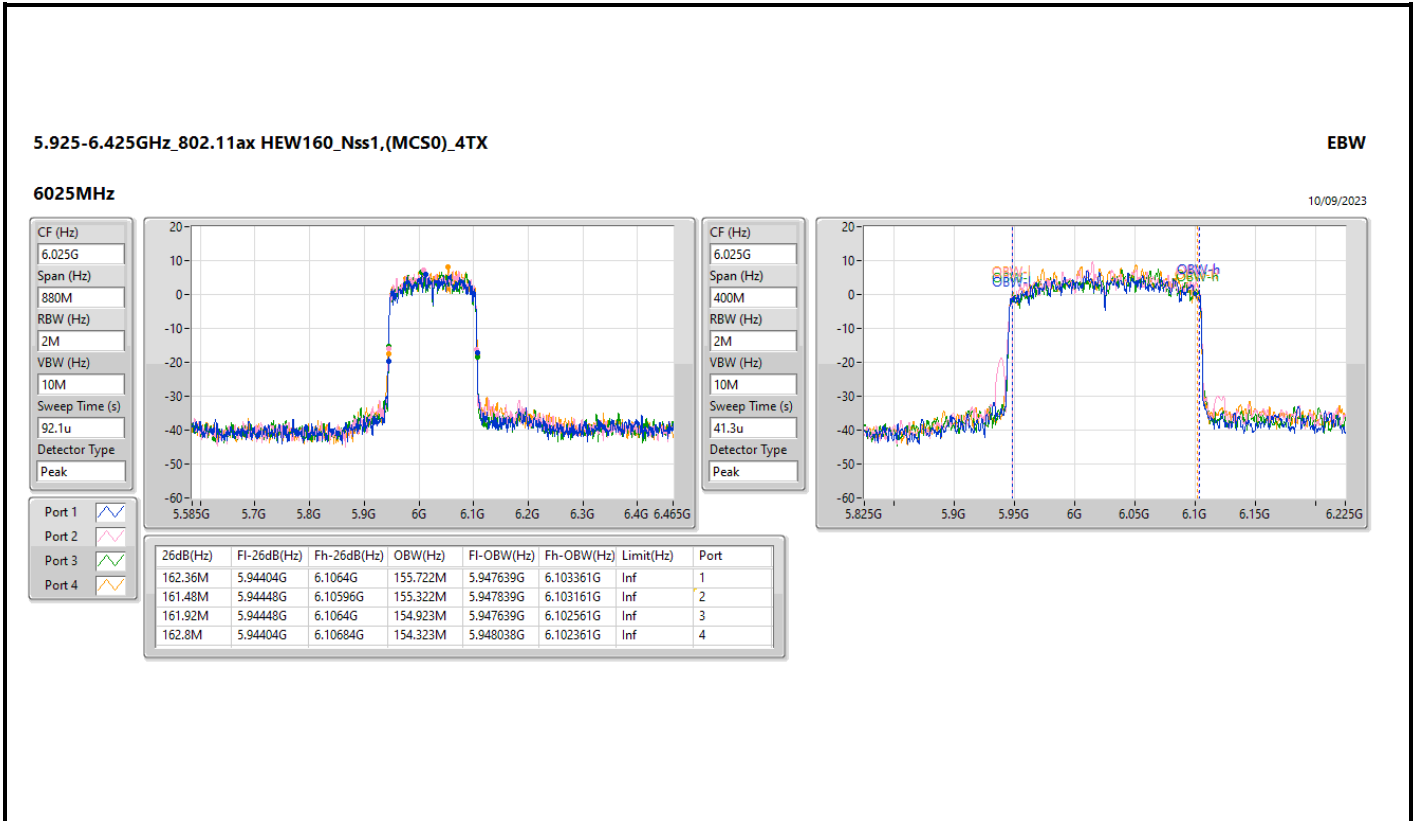 5.925-6.425GHz_802.11ax HEW160_Nss1,(MCS0)_4TX
EBW
6025MHz
10/09/2023
CF (Hz)
6.025G
Span (Hz)
880M
RBW (Hz)
2M
VBW (Hz)
10M
Sweep Time (s)
92.1u
Detector Type
Peak
20
10
0
-10
-20
-30
-40
-50
-60
5.585G 5.7G 5.8G 5.9G 6G 6.1G 6.2G 6.3G 6.4G 6.465G
CF (Hz)
6.025G
Span (Hz)
400M
RBW (Hz)
2M
VBW (Hz)
10M
Sweep Time (s)
41.3u
Detector Type
Peak
20
10
0
-10
-20
-30
-40
-50
-60
OBW-h
OBW-h
5.825G 5.9G 5.95G 6G 6.05G 6.1G 6.15G 6.225G
Port 1
Port 2
Port 3
Port 4
26dB(Hz) Fl-26dB(Hz) Fh-26dB(Hz) OBW(Hz) Fl-OBW(Hz) Fh-OBW(Hz) Limit(Hz) Port
162.36M 5.94404G 6.1064G 155.722M 5.947639G 6.103361G Inf 1
161.48M 5.94448G 6.10596G 155.322M 5.947839G 6.103161G Inf 2
161.92M 5.94448G 6.1064G 154.923M 5.947639G 6.102561G Inf 3
162.8M 5.94404G 6.10684G 154.323M 5.948038G 6.102361G Inf 4